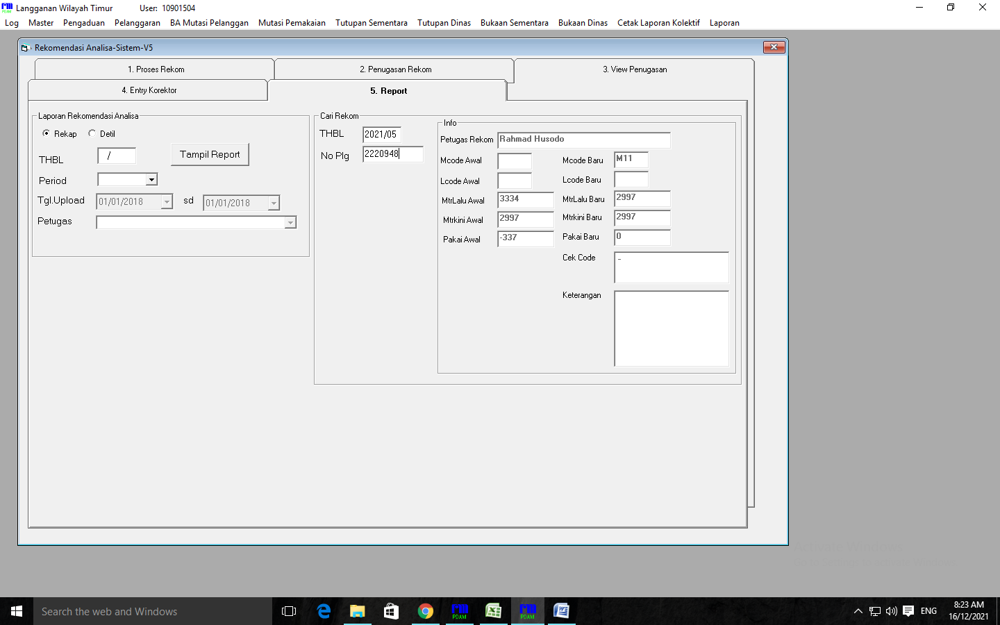 Langganan Wilayah Timur User: 10901504
Log Master Pengaduan Pelanggaran BA Mutasi Pelanggan Mutasi Pemakaian Tutupan Sementara Tutupan Dinas Bukaan Sementara Bukaan Dinas Cetak Laporan Kolektif Laporan
Rekomendasi Analisa-Sistem-V5
1. Proses Rekom 2. Penugasan Rekom 3. View Penugasan
4. Entry Korektor 5. Report
Laporan Rekomendasi Analisa
Rekap Detil
THBL / Tampil Report
Period
Tgl.Upload 01/01/2018 sd 01/01/2018
Petugas
Cari Rekom
THBL 2021/05
No Plg 2220948
Info
Petugas Rekom Rahmad Husodo
Mcode Awal Mcode Baru M11
Lcode Awal Lcode Baru
MtrLalu Awal 3334 MtrLalu Baru 2997
Mtrkini Awal 2997 Mtrkini Baru 2997
Pakai Awal -337 Pakai Baru 0
Cek Code -
Keterangan
Search the web and Windows
PDAM
PDAM
ENG
8:23 AM
16/12/2021